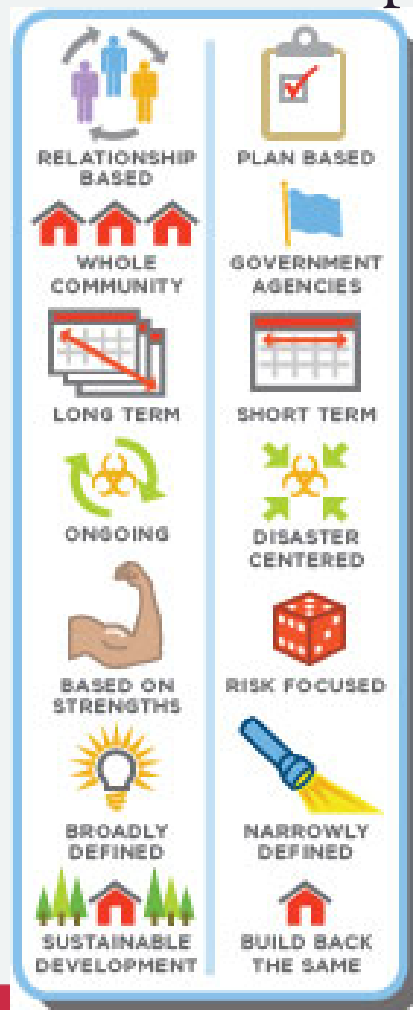 RELATIONSHIP
BASED
PLAN BASED
WHOLE
COMMUNITY
GOVERNMENT
AGENCIES
LONG TERM
SHORT TERM
ONGOING
DISASTER
CENTERED
BASED ON
STRENGTHS
RISK FOCUSED
BROADLY
DEFINED
NARROWLY
DEFINED
SUSTAINABLE
DEVELOPMENT
BUILD BACK
THE SAME